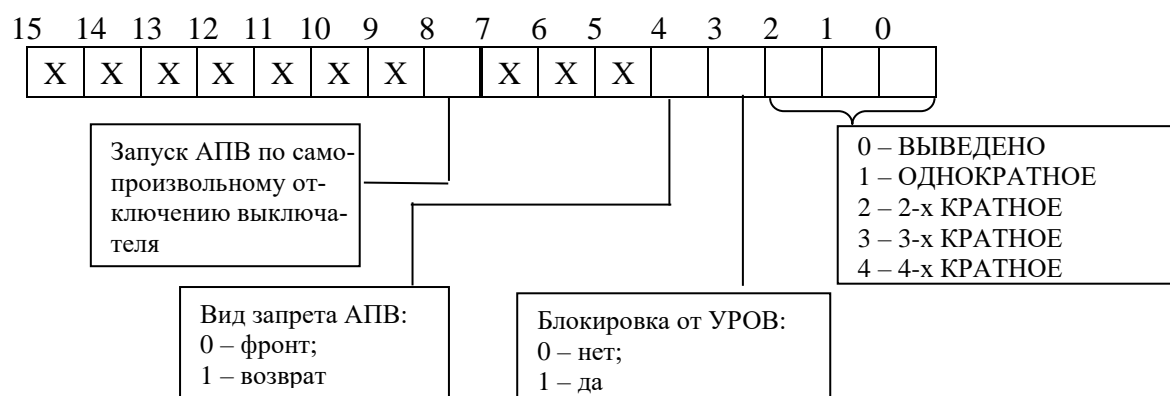 15 14 13 12 11 10 9 8 7 6 5 4 3 2 1 0
X X X X X X X X X X
Запуск АПВ по само-
произвольному от-
ключению выключа-
теля
0 – ВЫВЕДЕНО
1 – ОДНОКРАТНОЕ
2 – 2-х КРАТНОЕ
3 – 3-х КРАТНОЕ
4 – 4-х КРАТНОЕ
Вид запрета АПВ:
0 – фронт;
1 – возврат
Блокировка от УРОВ:
0 – нет;
1 – да